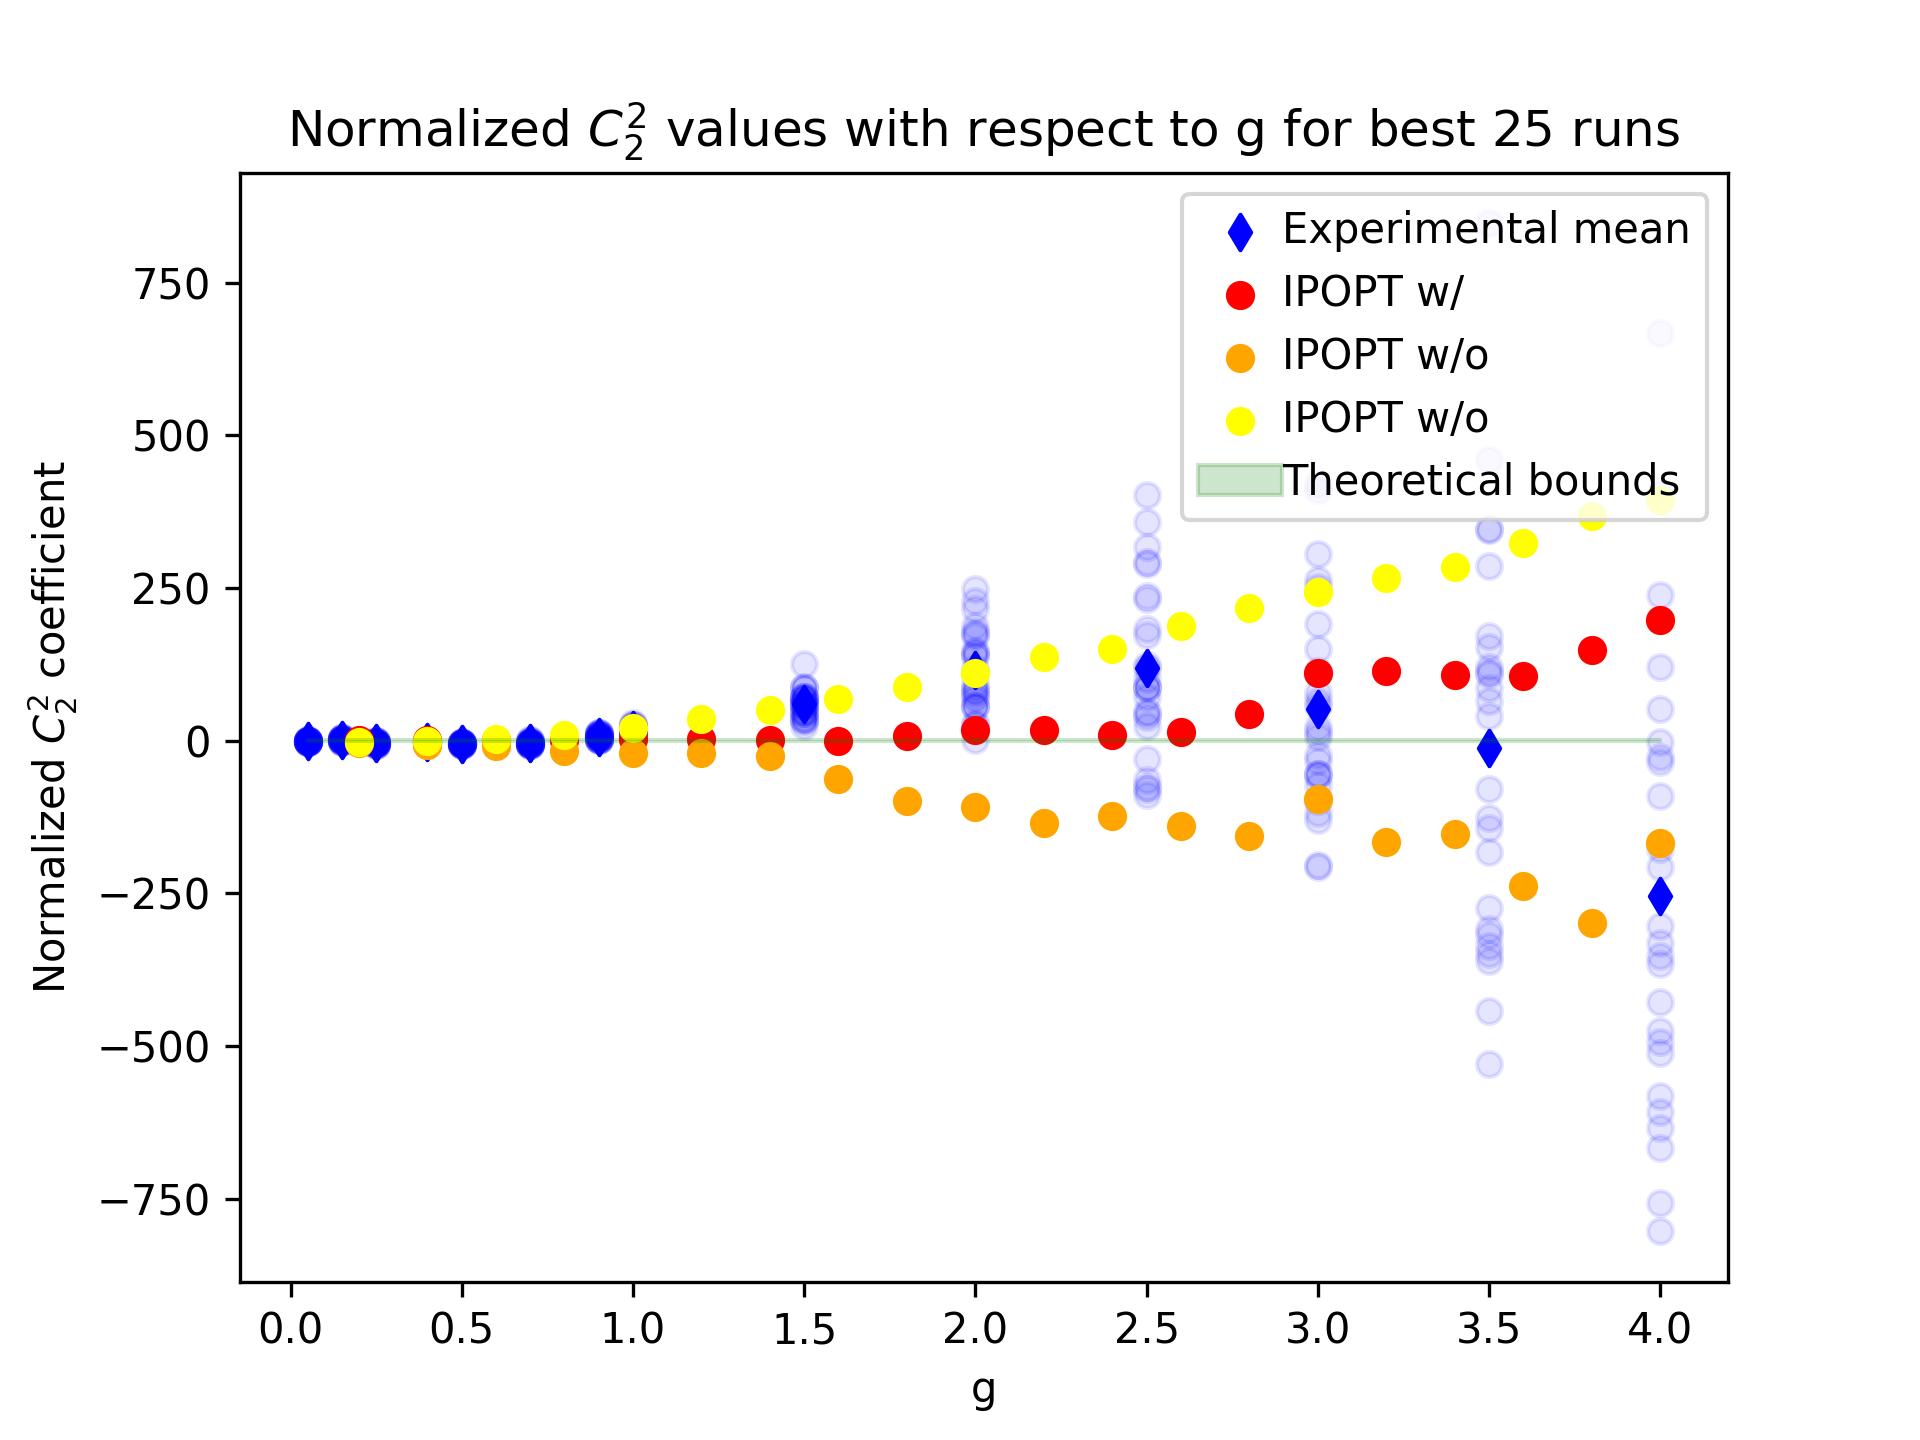 Normalized $C_2^2$ values with respect to g for best 25 runs
Experimental mean
IPOPT w/
IPOPT w/o
IPOPT w/o
Theoretical bounds
Normalized $C_2^2$ coefficient
750
500
250
0
−250
−500
−750
0.0 0.5 1.0 1.5 2.0 2.5 3.0 3.5 4.0
g